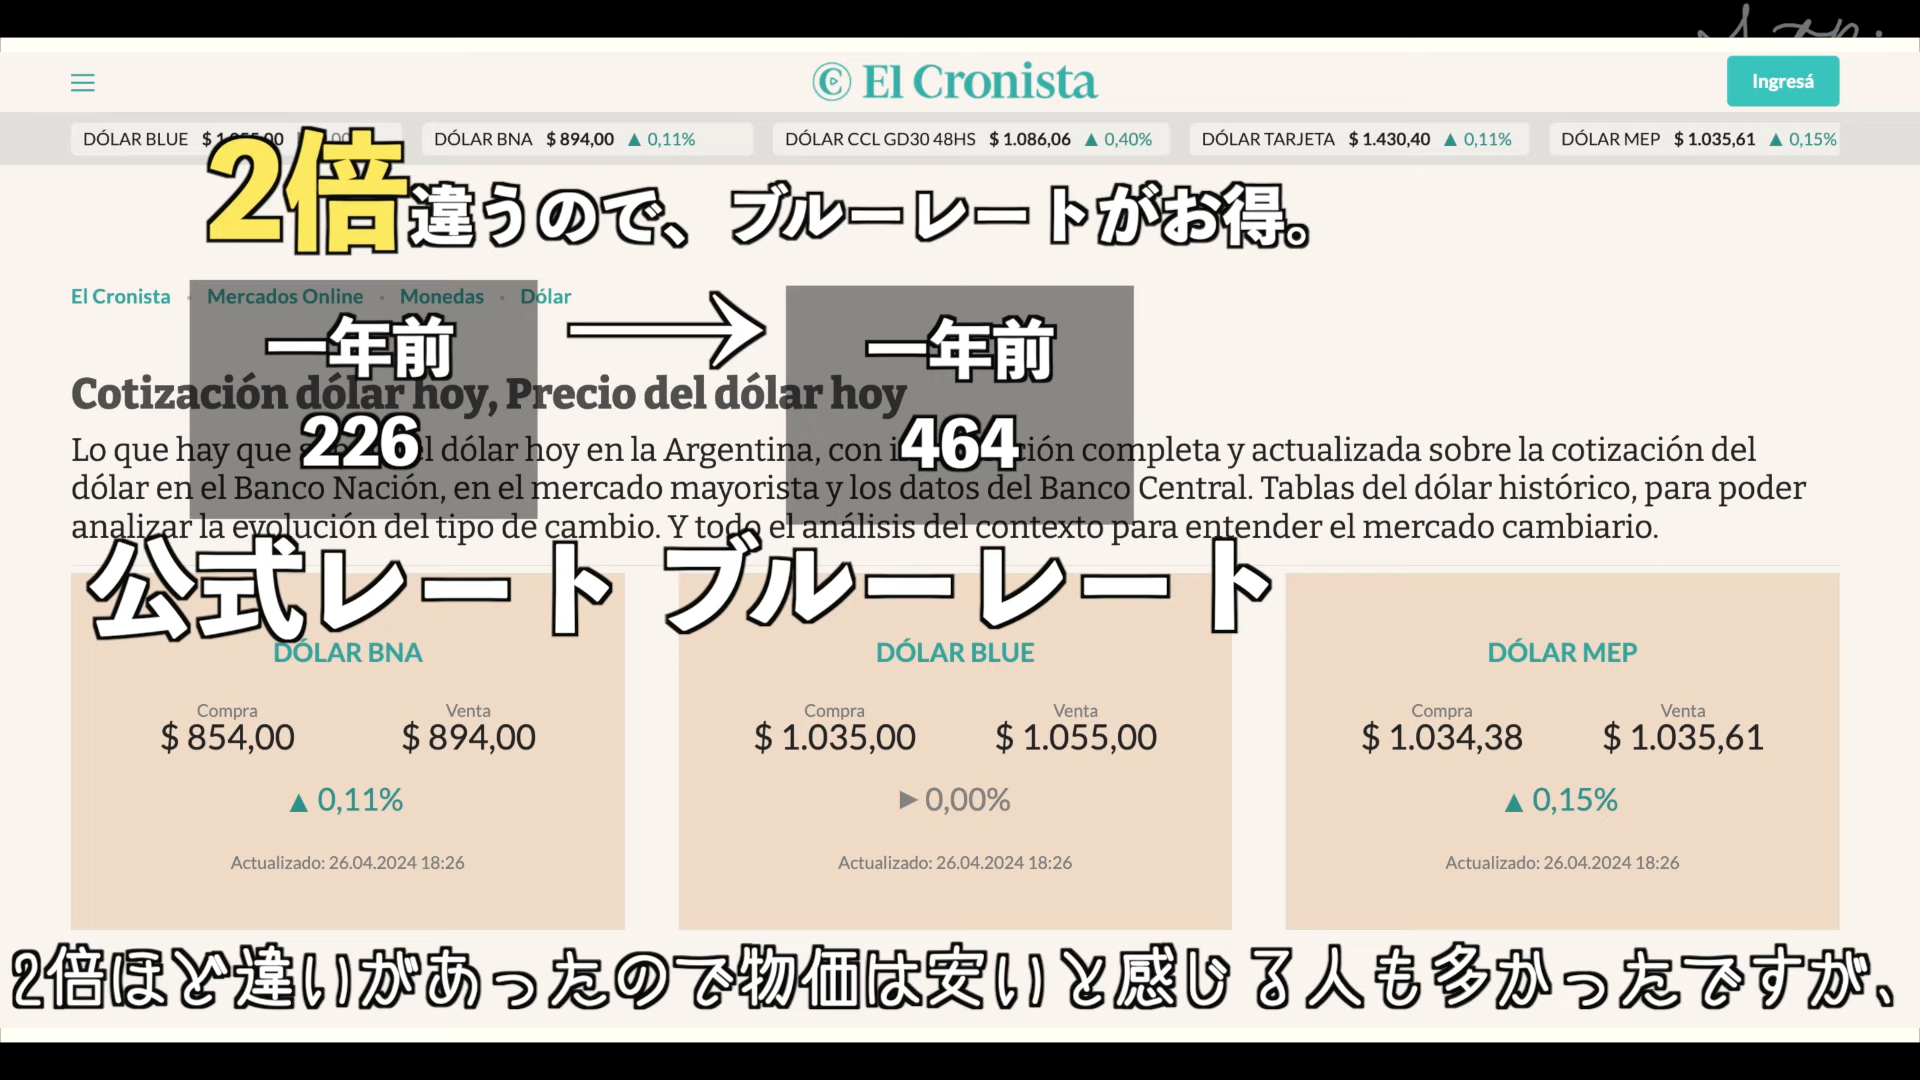 El Cronista
Ingresá
DÓLAR BLUE $ 1.055,00
DÓLAR BNA $ 894,00 ▲ 0,11%
DÓLAR CCL GD30 48HS $ 1.086,06 ▲ 0,40%
DÓLAR TARJETA $ 1.430,40 ▲ 0,11%
DÓLAR MEP $ 1.035,61 ▲ 0,15%
2倍違うので、ブルーレートがお得。
El Cronista · Mercados Online · Monedas · Dólar
一年前
226
一年前
464
Cotización dólar hoy, Precio del dólar hoy
Lo que hay que el dólar hoy en la Argentina, con completa y actualizada sobre la cotización del
dólar en el Banco Nación, en el mercado mayorista y los datos del Banco Central. Tablas del dólar histórico, para poder
analizar la evolución del tipo de cambio. Y todo el análisis del contexto para entender el mercado cambiario.
公式レート ブルーレート
DÓLAR BNA
Compra
$ 854,00
Venta
$ 894,00
▲ 0,11%
Actualizado: 26.04.2024 18:26
DÓLAR BLUE
Compra
$ 1.035,00
Venta
$ 1.055,00
► 0,00%
Actualizado: 26.04.2024 18:26
DÓLAR MEP
Compra
$ 1.034,38
Venta
$ 1.035,61
▲ 0,15%
Actualizado: 26.04.2024 18:26
2倍ほど違いがあったので物価は安いと感じる人も多かったですが、